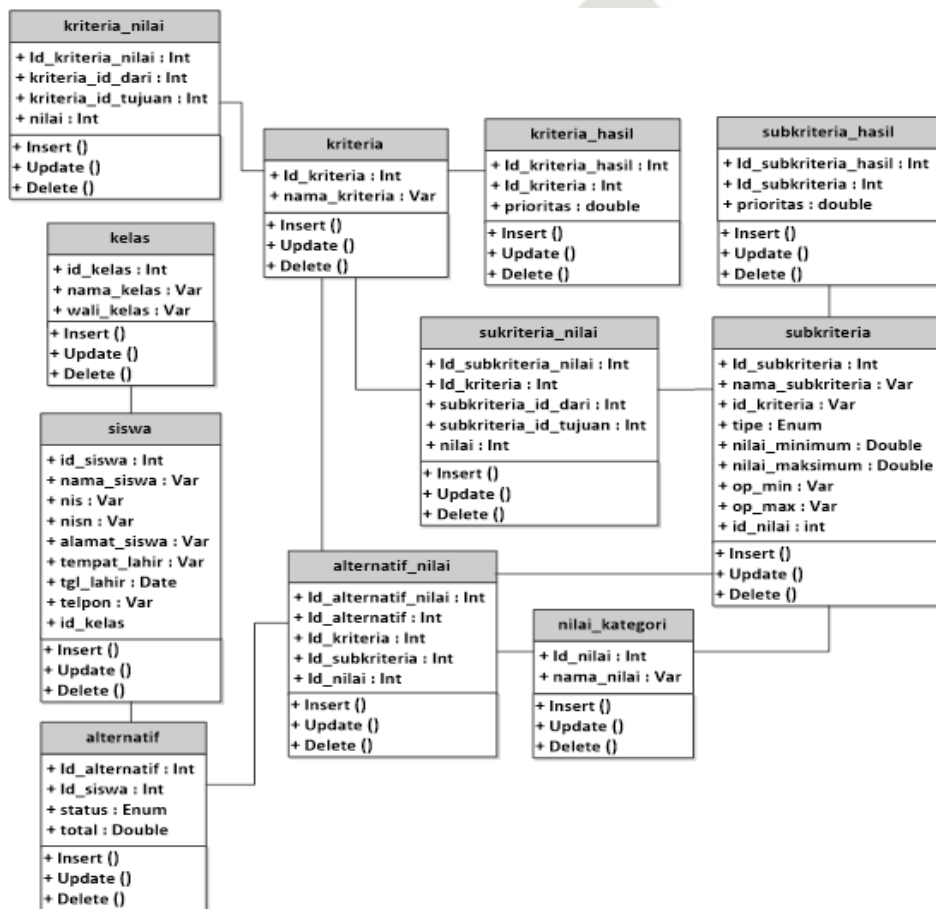 kriteria_nilai
+ Id_kriteria_nilai : Int
+ kriteria_id_dari : Int
+ kriteria_id_tujuan : Int
+ nilai : Int
+ Insert ()
+ Update ()
+ Delete ()
kriteria
+ Id_kriteria : Int
+ nama_kriteria : Var
+ Insert ()
+ Update ()
+ Delete ()
kriteria_hasil
+ Id_kriteria_hasil : Int
+ Id_kriteria : Int
+ prioritas : double
+ Insert ()
+ Update ()
+ Delete ()
subkriteria_hasil
+ Id_subkriteria_hasil : Int
+ Id_subkriteria : Int
+ prioritas : double
+ Insert ()
+ Update ()
+ Delete ()
kelas
+ id_kelas : Int
+ nama_kelas : Var
+ wali_kelas : Var
+ Insert ()
+ Update ()
+ Delete ()
sukriteria_nilai
+ Id_subkriteria_nilai : Int
+ Id_kriteria : Int
+ subkriteria_id_dari : Int
+ subkriteria_id_tujuan : Int
+ nilai : Int
+ Insert ()
+ Update ()
+ Delete ()
subkriteria
+ Id_subkriteria : Int
+ nama_subkriteria : Var
+ id_kriteria : Var
+ tipe : Enum
+ nilai_minimum : Double
+ nilai_maksimum : Double
+ op_min : Var
+ op_max : Var
+ id_nilai : int
+ Insert ()
+ Update ()
+ Delete ()
siswa
+ id_siswa : Int
+ nama_siswa : Var
+ nis : Var
+ nisn : Var
+ alamat_siswa : Var
+ tempat_lahir : Var
+ tgl_lahir : Date
+ telpon : Var
+ id_kelas
+ Insert ()
+ Update ()
+ Delete ()
alternatif_nilai
+ Id_alternatif_nilai : Int
+ Id_alternatif : Int
+ Id_kriteria : Int
+ Id_subkriteria : Int
+ Id_nilai : Int
+ Insert ()
+ Update ()
+ Delete ()
nilai_kategori
+ Id_nilai : Int
+ nama_nilai : Var
+ Insert ()
+ Update ()
+ Delete ()
alternatif
+ Id_alternatif : Int
+ Id_siswa : Int
+ status : Enum
+ total : Double
+ Insert ()
+ Update ()
+ Delete ()